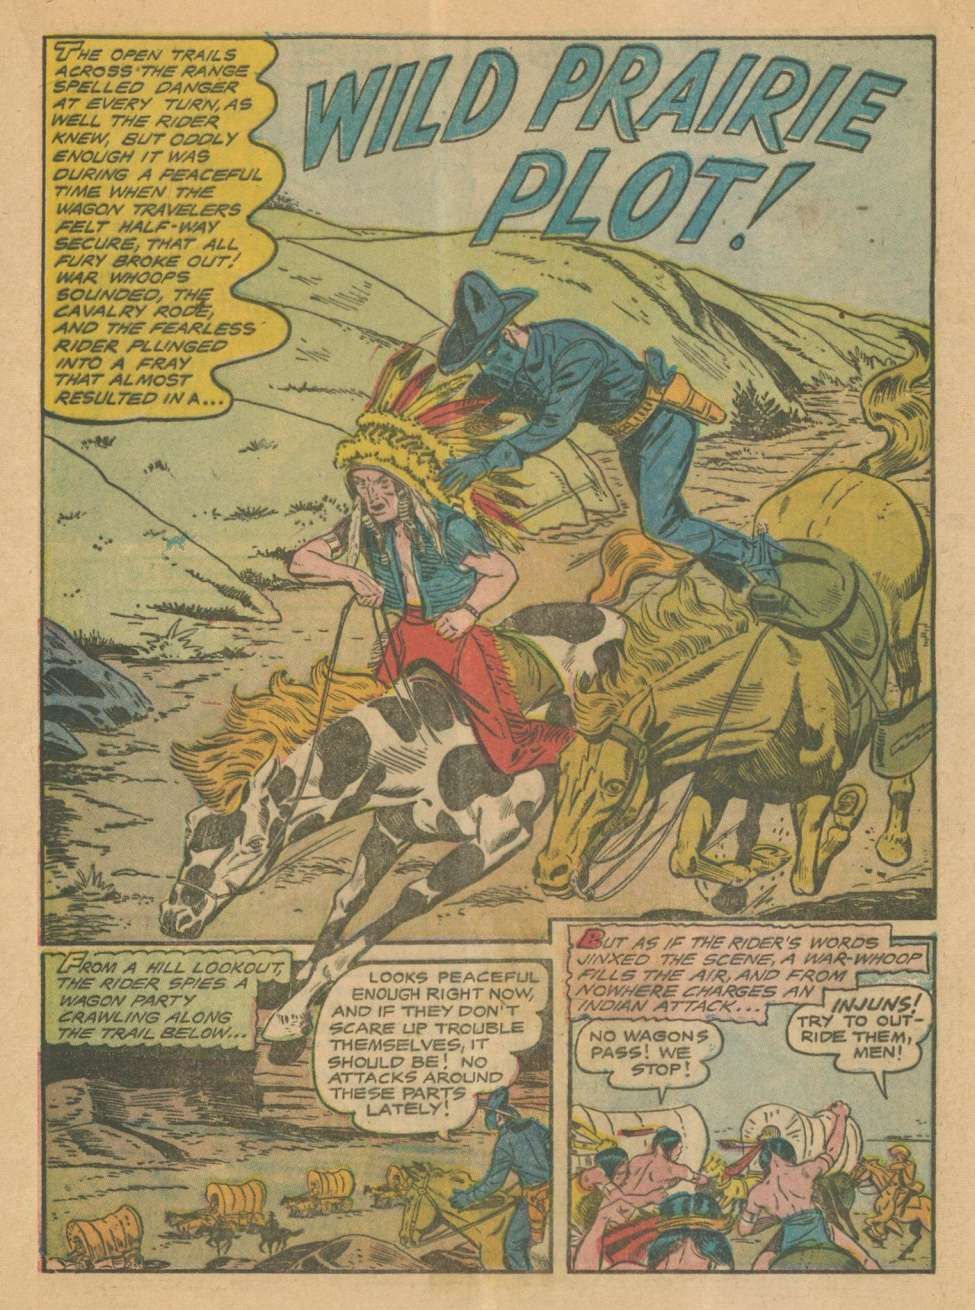 THE OPEN TRAILS
ACROSS THE RANGE
SPELLED DANGER
AT EVERY TURN, AS
WELL THE RIDER
KNEW, BUT ODDLY
ENOUGH IT WAS
DURING A PEACEFUL
TIME WHEN THE
WAGON TRAVELERS
FELT HALF-WAY
SECURE, THAT ALL
FURY BROKE OUT!
WAR WHOOPS
SOUNDED, THE
CAVALRY RODE,
AND THE FEARLESS
RIDER PLUNGED
INTO A FRAY
THAT ALMOST
RESULTED IN A...
WILD PRAIRIE
PLOT!
FROM A HILL LOOKOUT,
THE RIDER SPIES A
WAGON PARTY
CRAWLING ALONG
THE TRAIL BELOW...
LOOKS PEACEFUL
ENOUGH RIGHT NOW,
AND IF THEY DON'T
SCARE UP TROUBLE
THEMSELVES, IT
SHOULD BE! NO
ATTACKS AROUND
THESE PARTS
LATELY!
BUT AS IF THE RIDER'S WORDS
JINXED THE SCENE, A WAR-WHOOP
FILLS THE AIR, AND FROM
NOWHERE CHARGES AN
INDIAN ATTACK...
NO WAGONS
PASS! WE
STOP!
INJUNS!
TRY TO OUT-
RIDE THEM,
MEN!